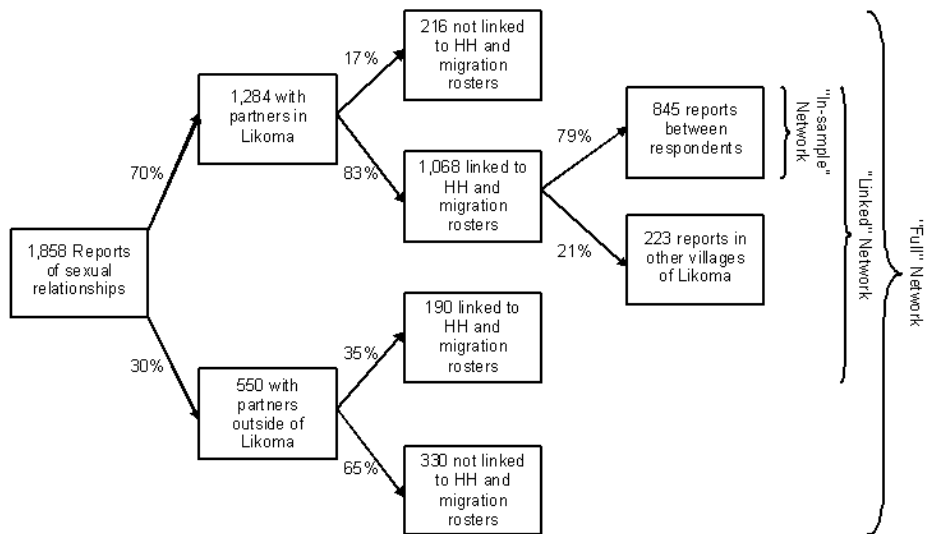 1,858 Reports
of sexual
relationships
70%
30%
1,284 with
partners in
Likoma
550 with
partners
outside of
Likoma
17%
83%
35%
65%
216 not linked
to HH and
migration
rosters
1,068 linked to
HH and
migration
rosters
190 linked to
HH and
migration
rosters
330 not linked
to HH and
migration
rosters
79%
21%
845 reports
between
respondents
223 reports in
other villages
of Likoma
"In-sample"
Network
"Linked" Network
"Full" Network